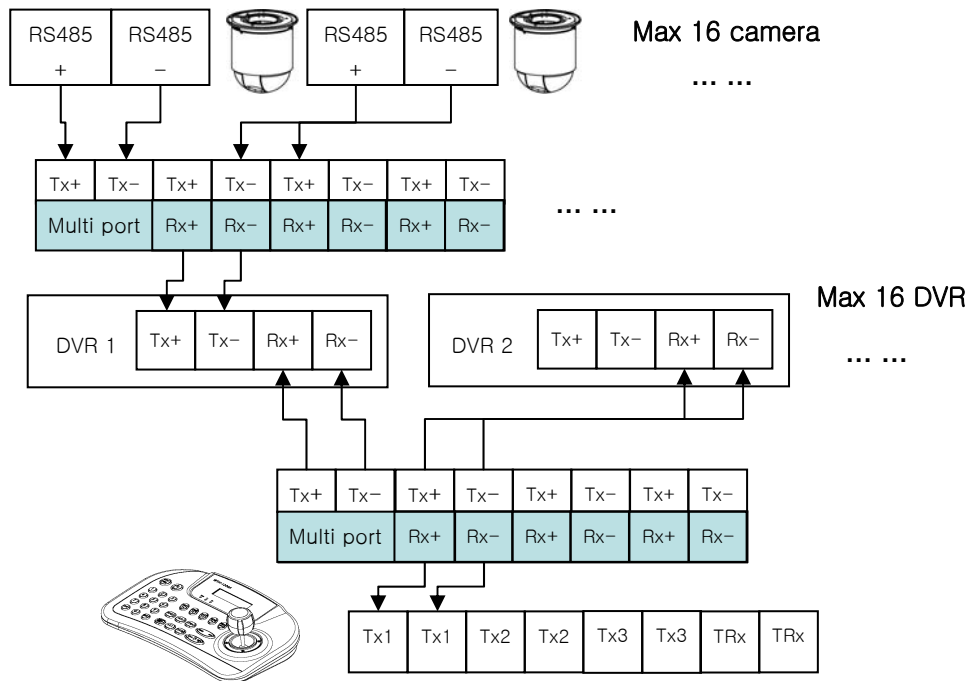 RS485 + RS485 − RS485 + RS485 − Max 16 camera
... ...
Tx+ Tx− Tx+ Tx− Tx+ Tx− Tx+ Tx−
Multi port Rx+ Rx− Rx+ Rx− Rx+ Rx−
... ...
Max 16 DVR
DVR 1 Tx+ Tx− Rx+ Rx− DVR 2 Tx+ Tx− Rx+ Rx−
... ...
Tx+ Tx− Tx+ Tx− Tx+ Tx− Tx+ Tx−
Multi port Rx+ Rx− Rx+ Rx− Rx+ Rx−
Tx1 Tx1 Tx2 Tx2 Tx3 Tx3 TRx TRx